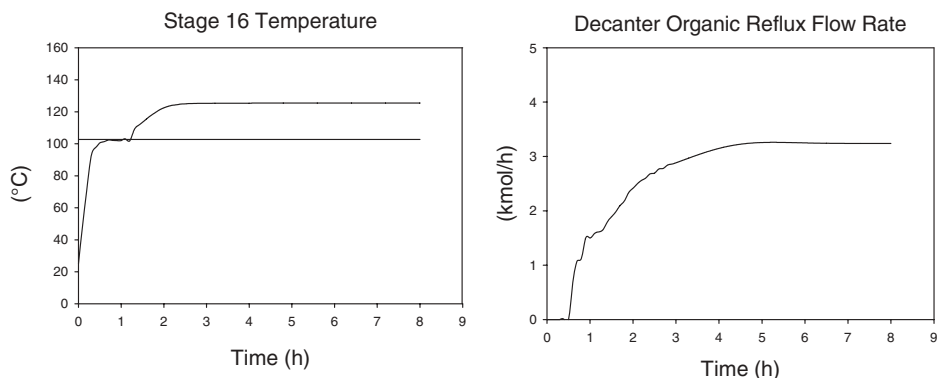 Stage 16 Temperature
160
140
120
100
80
60
40
20
0
(°C)
0 1 2 3 4 5 6 7 8 9
Time (h)
Decanter Organic Reflux Flow Rate
5
4
3
2
1
0
(kmol/h)
0 1 2 3 4 5 6 7 8 9
Time (h)